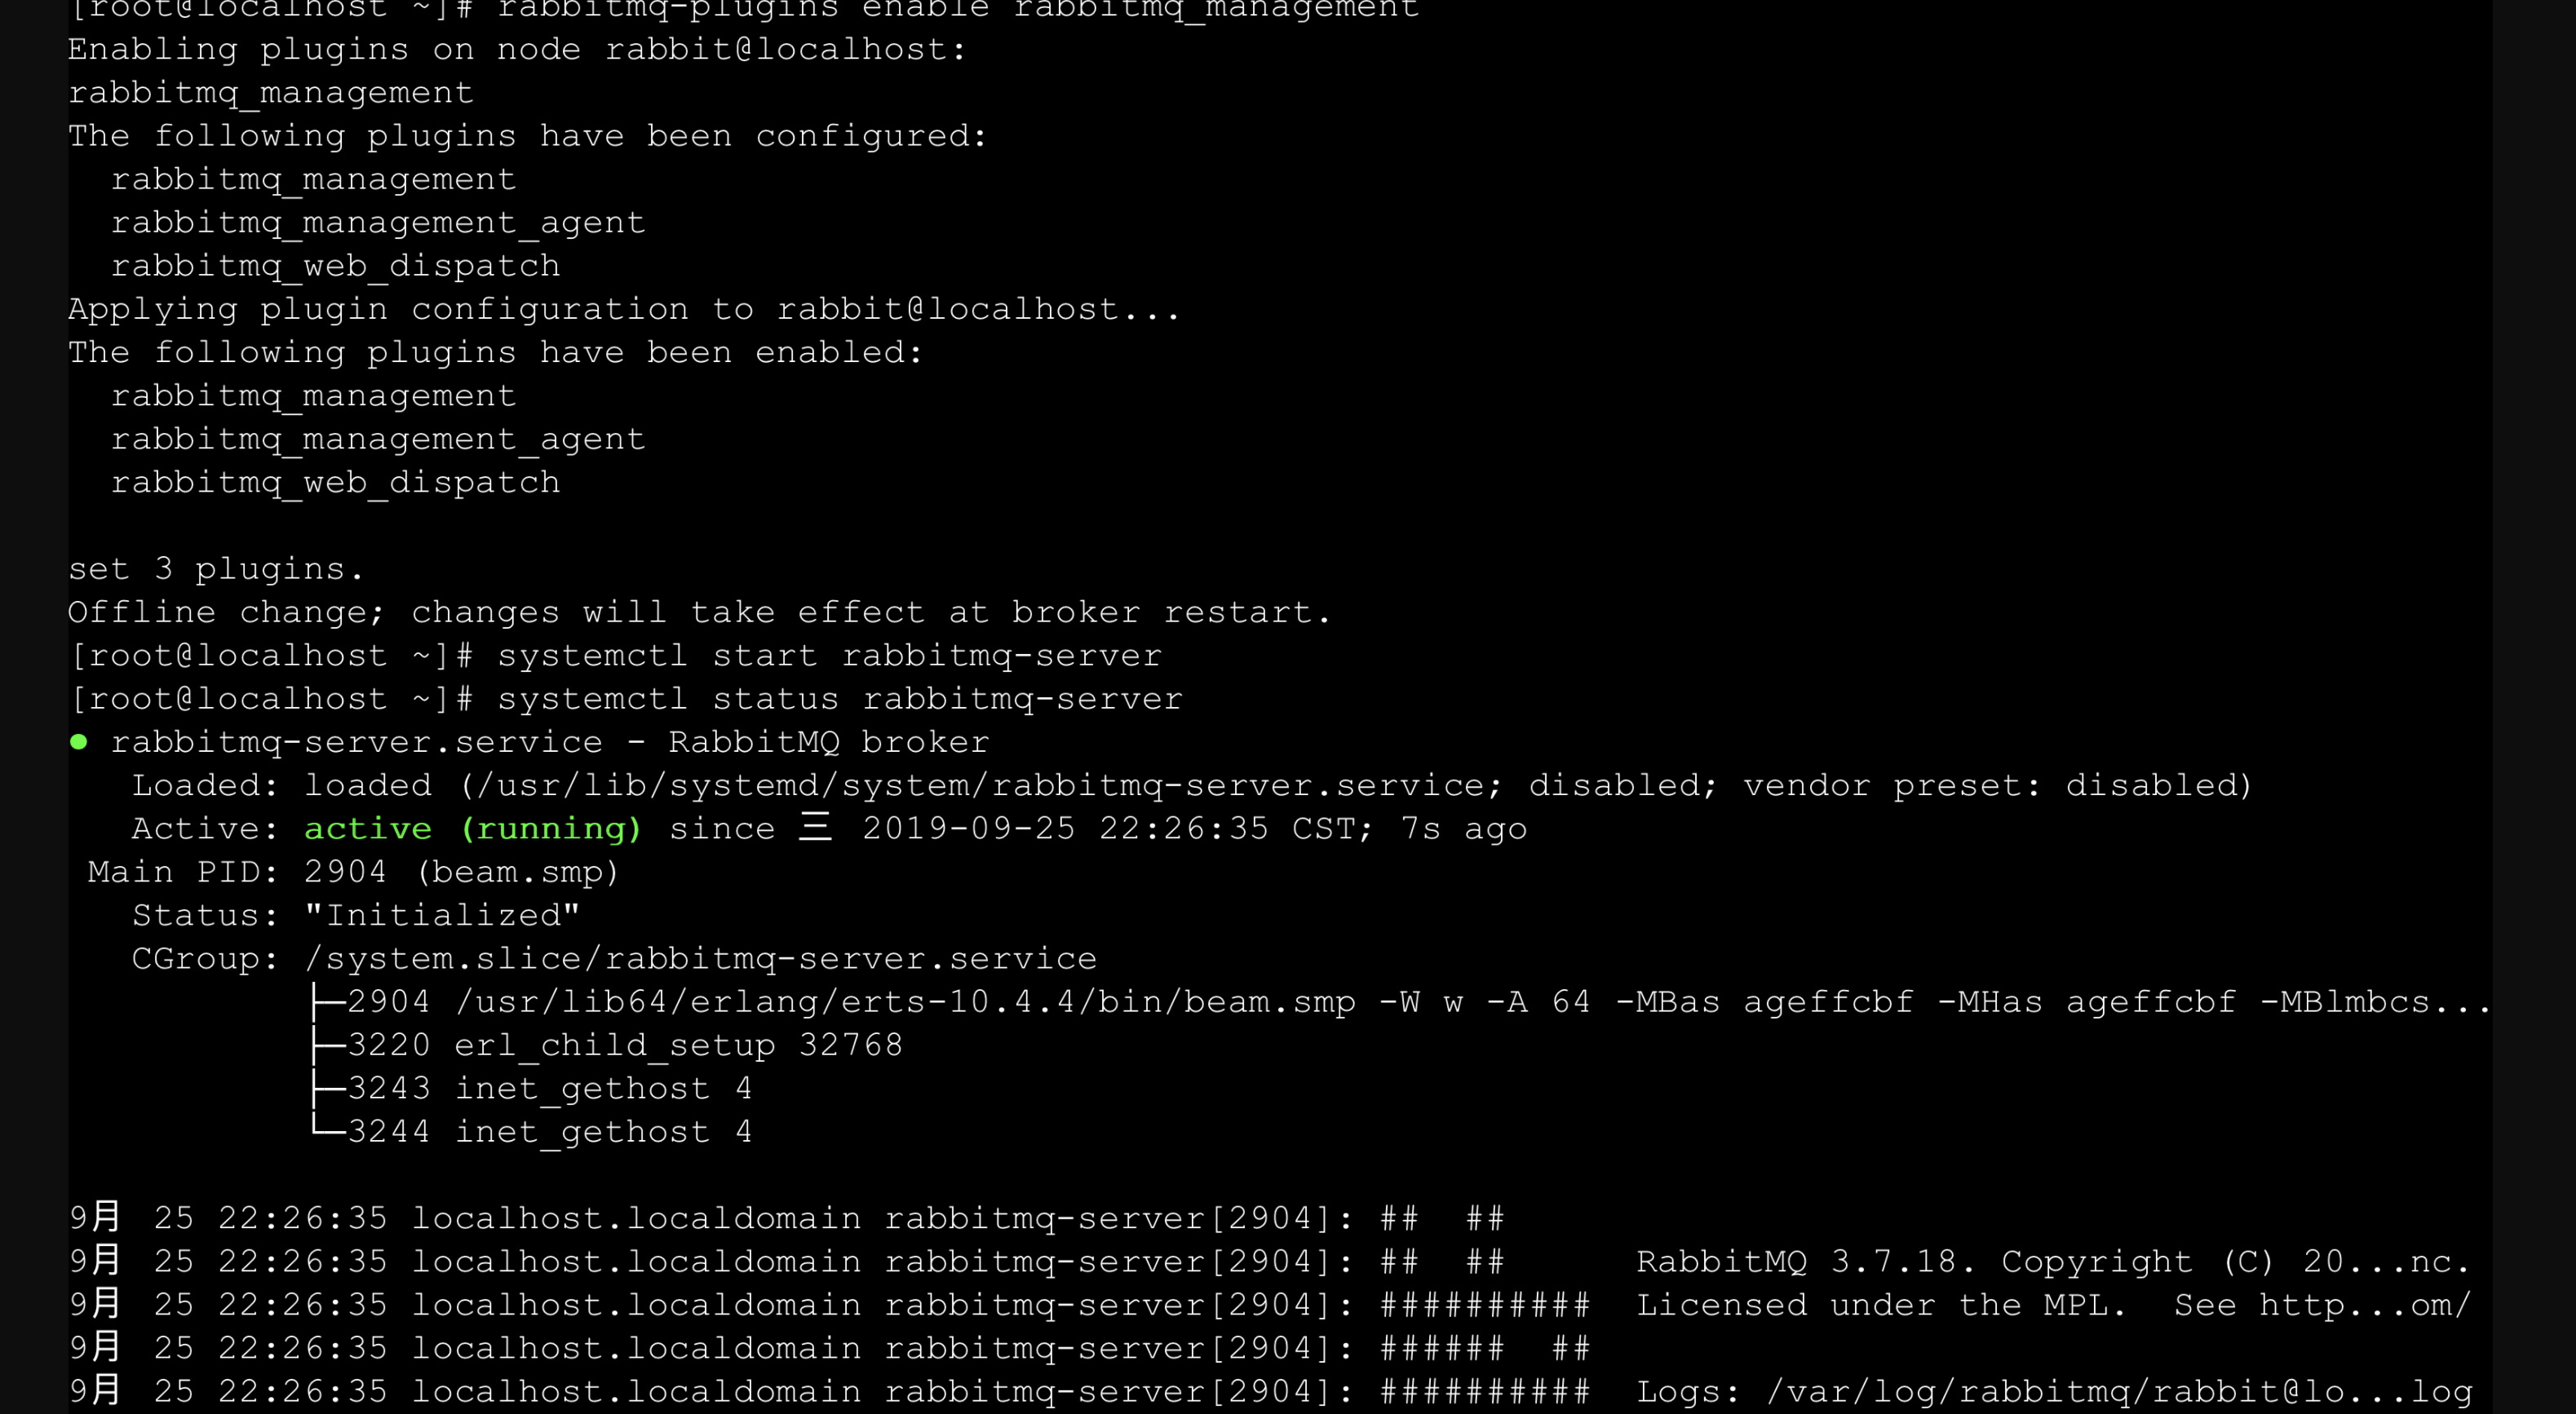 [root@localhost ~]# rabbitmq-plugins enable rabbitmq_management
Enabling plugins on node rabbit@localhost:
rabbitmq_management
The following plugins have been configured:
  rabbitmq_management
  rabbitmq_management_agent
  rabbitmq_web_dispatch
Applying plugin configuration to rabbit@localhost...
The following plugins have been enabled:
  rabbitmq_management
  rabbitmq_management_agent
  rabbitmq_web_dispatch
set 3 plugins.
Offline change; changes will take effect at broker restart.
[root@localhost ~]# systemctl start rabbitmq-server
[root@localhost ~]# systemctl status rabbitmq-server
● rabbitmq-server.service - RabbitMQ broker
   Loaded: loaded (/usr/lib/systemd/system/rabbitmq-server.service; disabled; vendor preset: disabled)
   Active: active (running) since 三 2019-09-25 22:26:35 CST; 7s ago
 Main PID: 2904 (beam.smp)
   Status: "Initialized"
   CGroup: /system.slice/rabbitmq-server.service
           ├─2904 /usr/lib64/erlang/erts-10.4.4/bin/beam.smp -W w -A 64 -MBas ageffcbf -MHas ageffcbf -MBlmbcs...
           ├─3220 erl_child_setup 32768
           ├─3243 inet_gethost 4
           └─3244 inet_gethost 4
9月  25 22:26:35 localhost.localdomain rabbitmq-server[2904]: ##  ##
9月  25 22:26:35 localhost.localdomain rabbitmq-server[2904]: ##  ##      RabbitMQ 3.7.18. Copyright (C) 20...nc.
9月  25 22:26:35 localhost.localdomain rabbitmq-server[2904]: ##########  Licensed under the MPL.  See http...om/
9月  25 22:26:35 localhost.localdomain rabbitmq-server[2904]: ######  ##
9月  25 22:26:35 localhost.localdomain rabbitmq-server[2904]: ##########  Logs: /var/log/rabbitmq/rabbit@lo...log